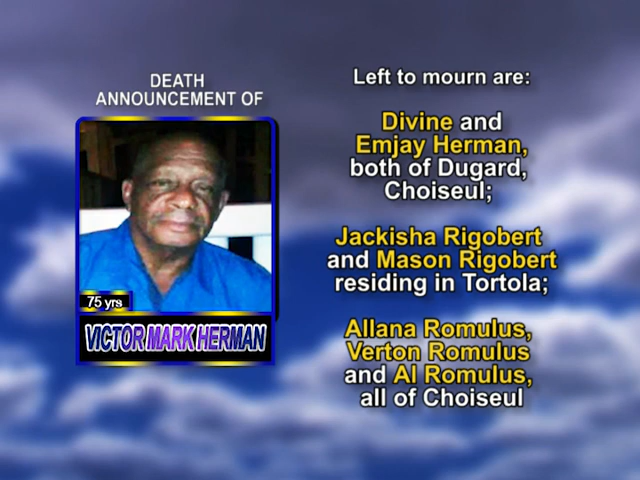 DEATH
ANNOUNCEMENT OF
75 yrs
VICTOR MARK HERMAN
Left to mourn are:
Divine and
Emjay Herman,
both of Dugard,
Choiseul;
Jackisha Rigobert
and Mason Rigobert
residing in Tortola;
Allana Romulus,
Verton Romulus
and Al Romulus,
all of Choiseul